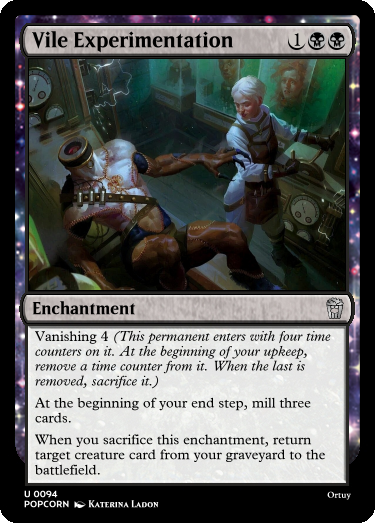 Vile Experimentation 1
Enchantment
Vanishing 4 (This permanent enters with four time
counters on it. At the beginning of your upkeep,
remove a time counter from it. When the last is
removed, sacrifice it.)
At the beginning of your end step, mill three
cards.
When you sacrifice this enchantment, return
target creature card from your graveyard to the
battlefield.
U 0094
POPCORN Katerina Ladon
Ortuy